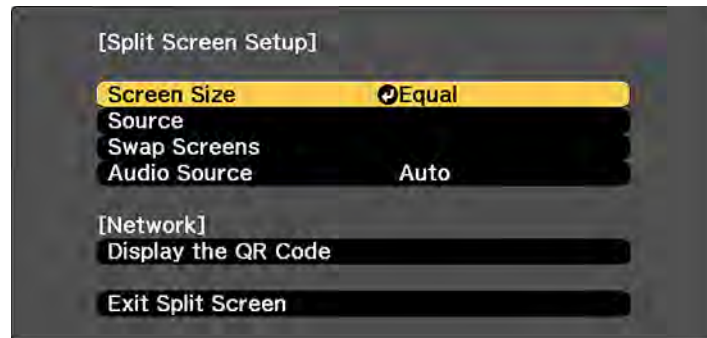 [Split Screen Setup]
Screen Size Equal
Source
Swap Screens
Audio Source Auto
[Network]
Display the QR Code
Exit Split Screen